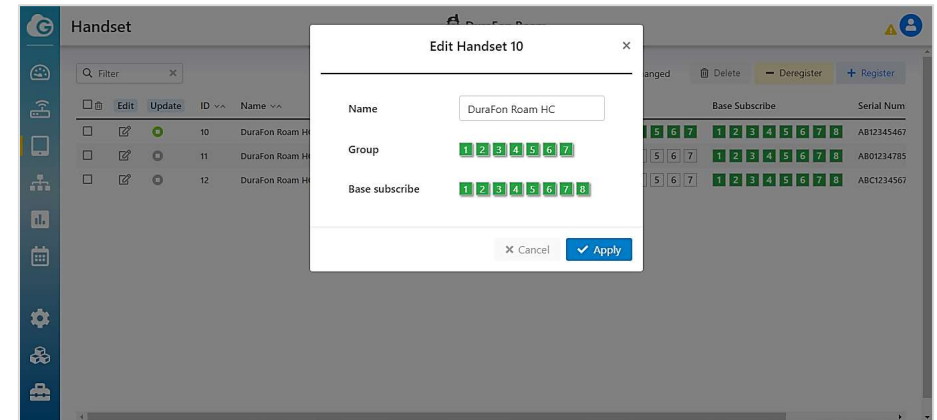 Handset
DuraFon Roam
Edit Handset 10 ×
Filter ×
anged Delete Deregister + Register
Edit Update ID Name Base Subscribe Serial Num
Name DuraFon Roam HC
10 DuraFon Roam H 5 6 7 1 2 3 4 5 6 7 8 AB12345467
Group 1 2 3 4 5 6 7
11 DuraFon Roam H 5 6 7 1 2 3 4 5 6 7 8 AB01234785
12 DuraFon Roam H 5 6 7 1 2 3 4 5 6 7 8 ABC1234567
Base subscribe 1 2 3 4 5 6 7 8
Cancel Apply